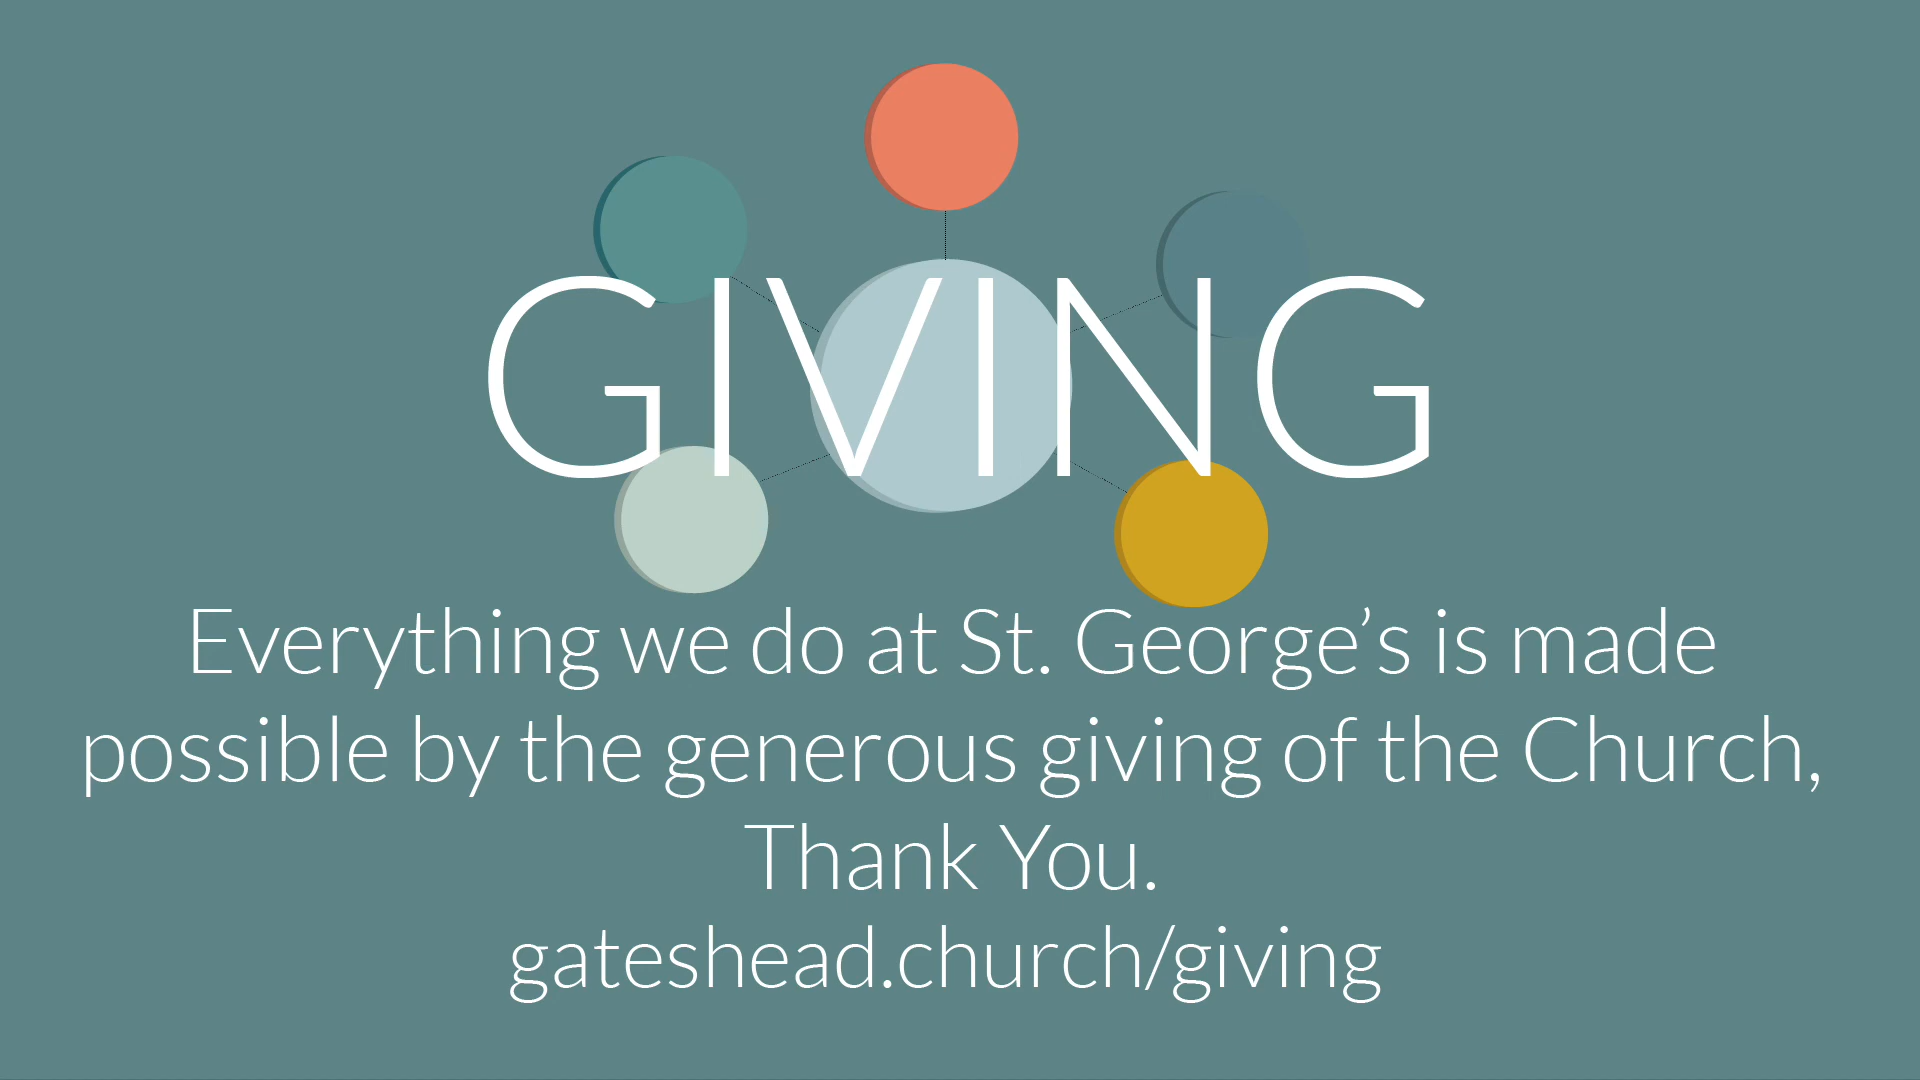 GIVING
Everything we do at St. George’s is made
possible by the generous giving of the Church,
Thank You.
gateshead.church/giving